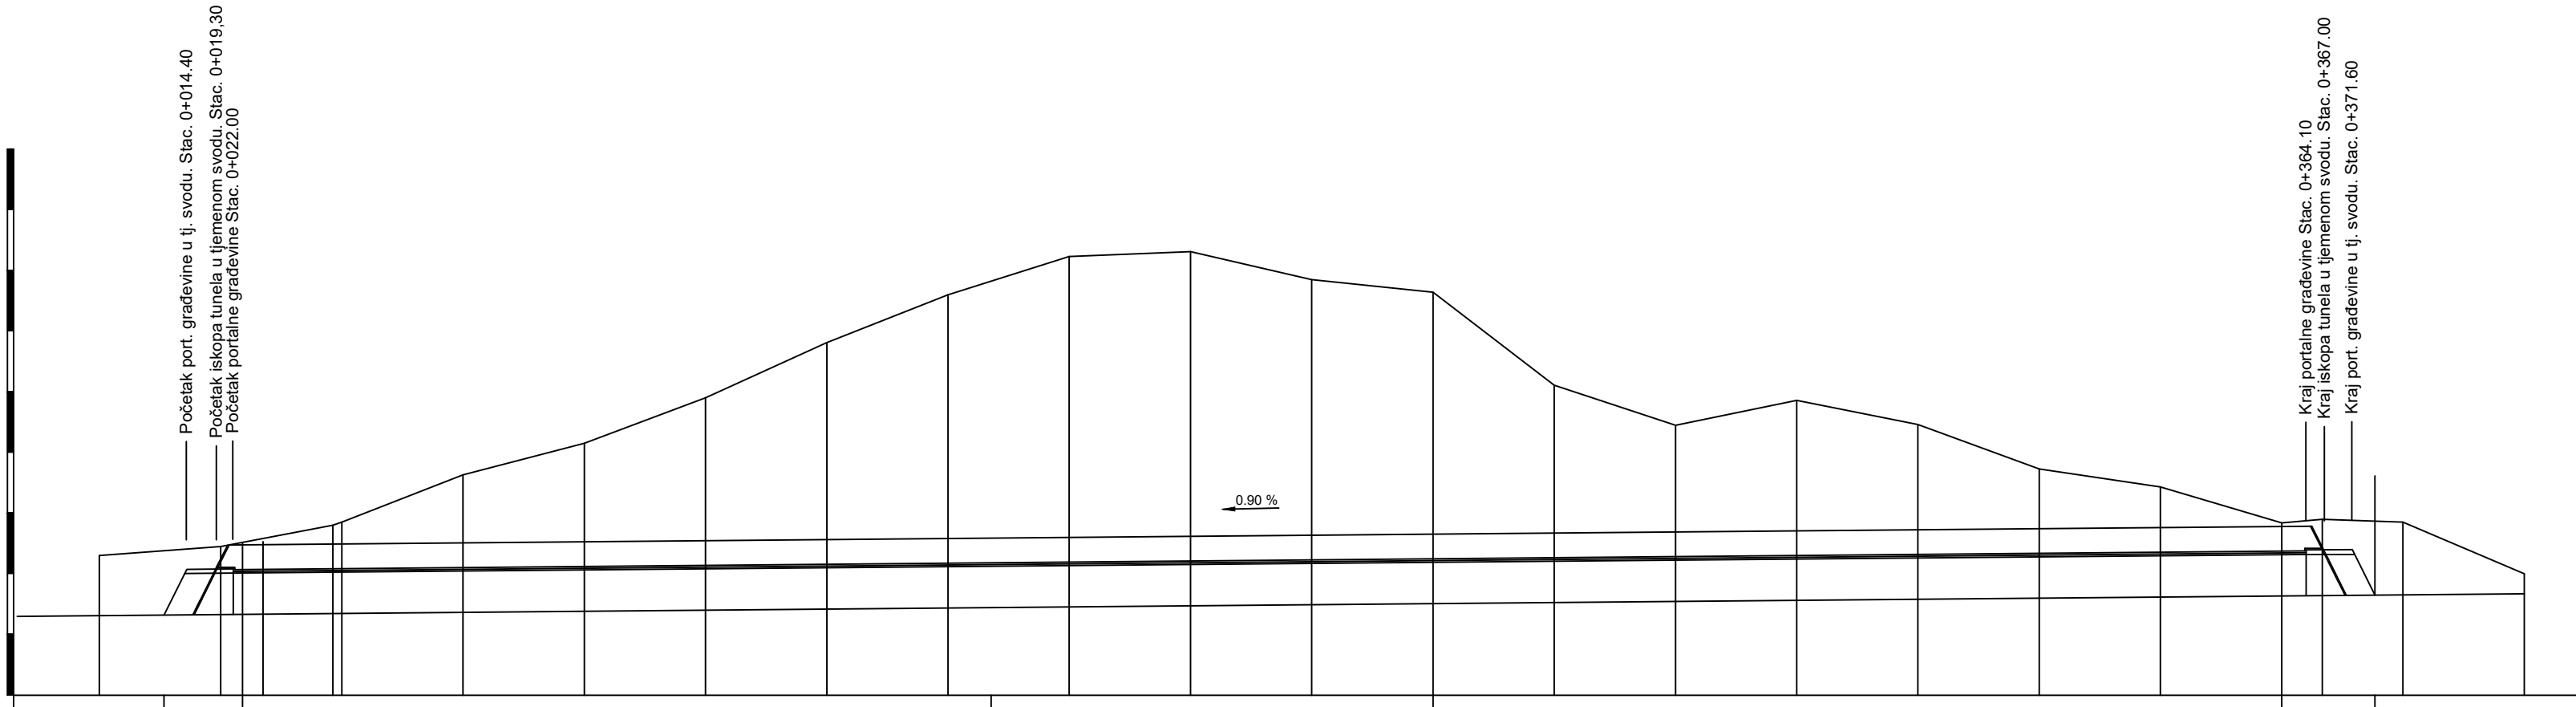 Početak port. građevine u tj. svodu. Stac. 0+014.40
Početak iskopa tunela u tjemenom svodu. Stac. 0+019,30
Početak portalne građevine Stac. 0+022.00
0.90 %
Kraj portalne građevine Stac. 0+364.10
Kraj iskopa tunela u tjemenom svodu. Stac. 0+367.00
Kraj port. građevine u tj. svodu. Stac. 0+371.60